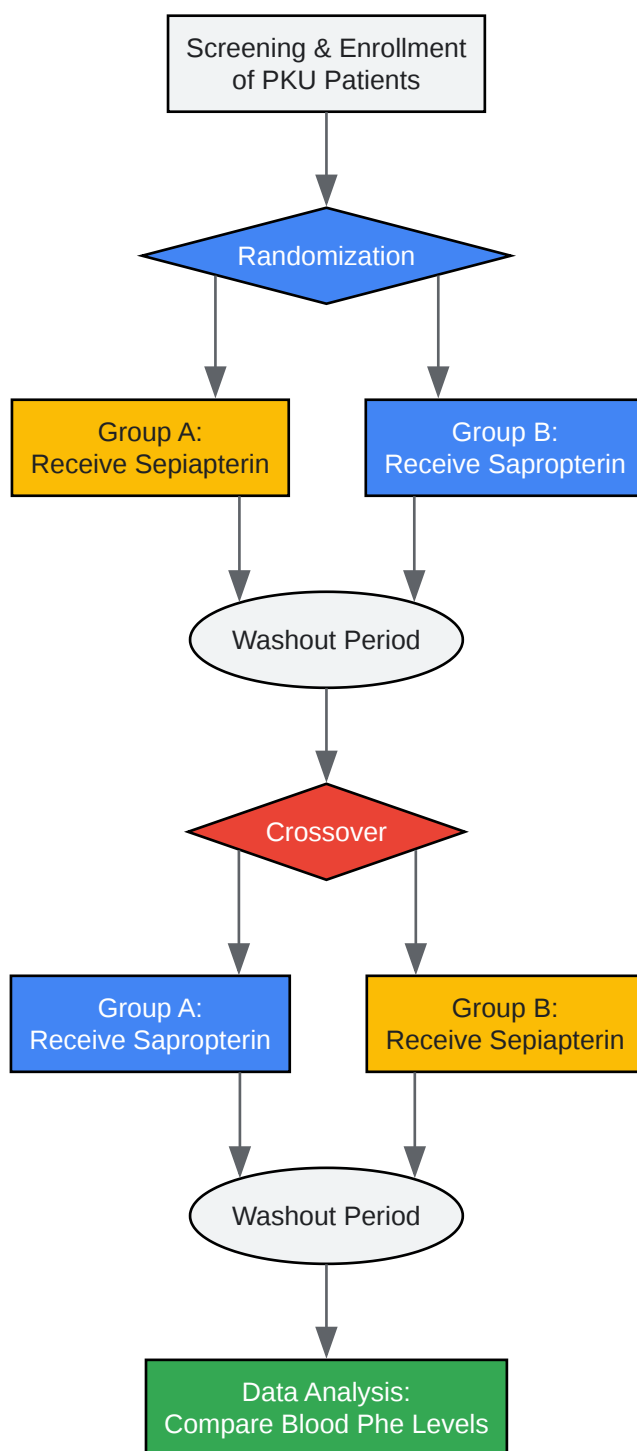 Screening & Enrollment
of PKU Patients
Randomization
Group A:
Receive Sepiapterin
Group B:
Receive Sapropterin
Washout Period
Crossover
Group A:
Receive Sapropterin
Group B:
Receive Sepiapterin
Washout Period
Data Analysis:
Compare Blood Phe Levels